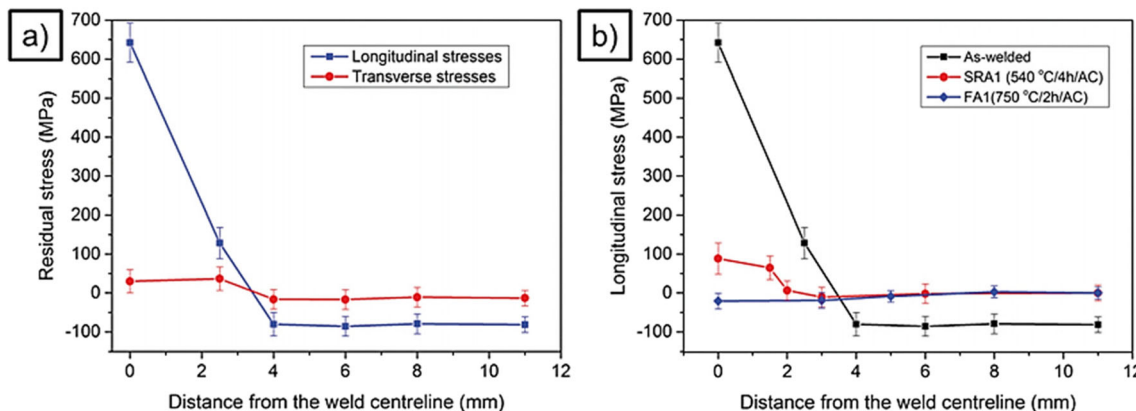 a)
Residual stress (MPa)
700
600
500
400
300
200
100
0
-100
Longitudinal stresses
Transverse stresses
0 2 4 6 8 10 12
Distance from the weld centreline (mm)
b)
Longitudinal stress (MPa)
700
600
500
400
300
200
100
0
-100
As-welded
SRA1 (540 °C/4h/AC)
FA1(750 °C/2h/AC)
0 2 4 6 8 10 12
Distance from the weld centreline (mm)